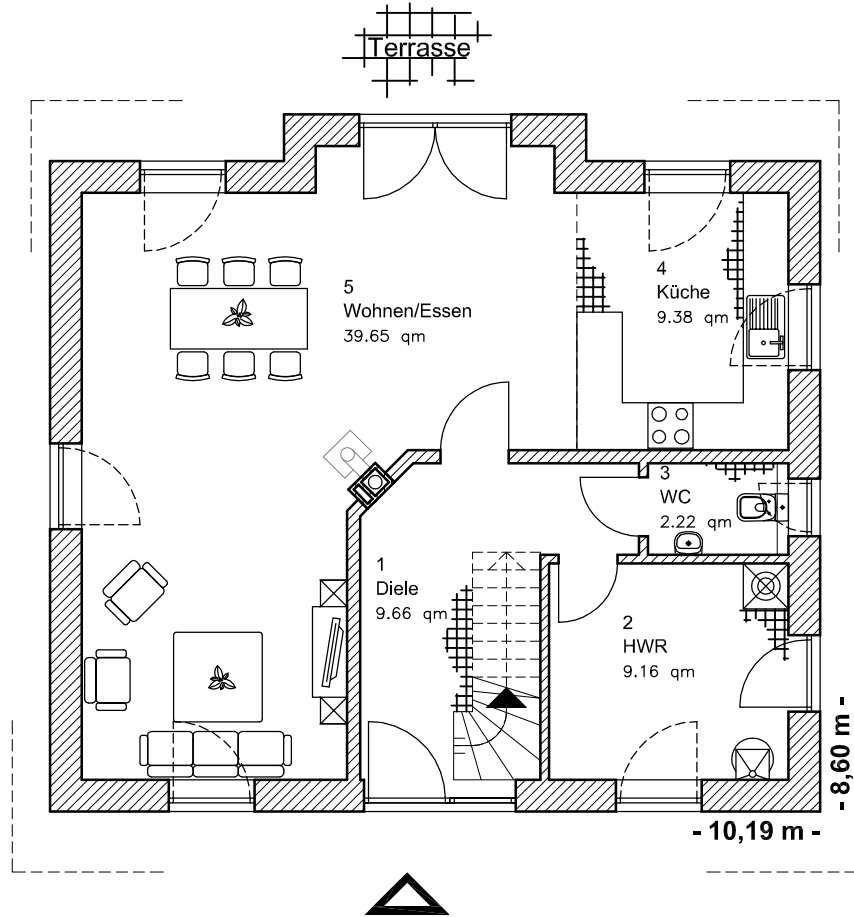 Terrasse
5
Wohnen/Essen
39.65 qm
4
Küche
9.38 qm
3
WC
2.22 qm
1
Diele
9.66 qm
2
HWR
9.16 qm
- 8,60 m -
- 10,19 m -